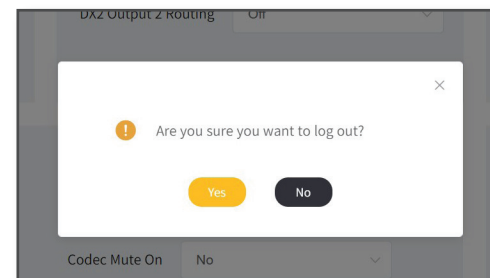 DX2 Output 2 Routing Off
Are you sure you want to log out?
Yes No
Codec Mute On No